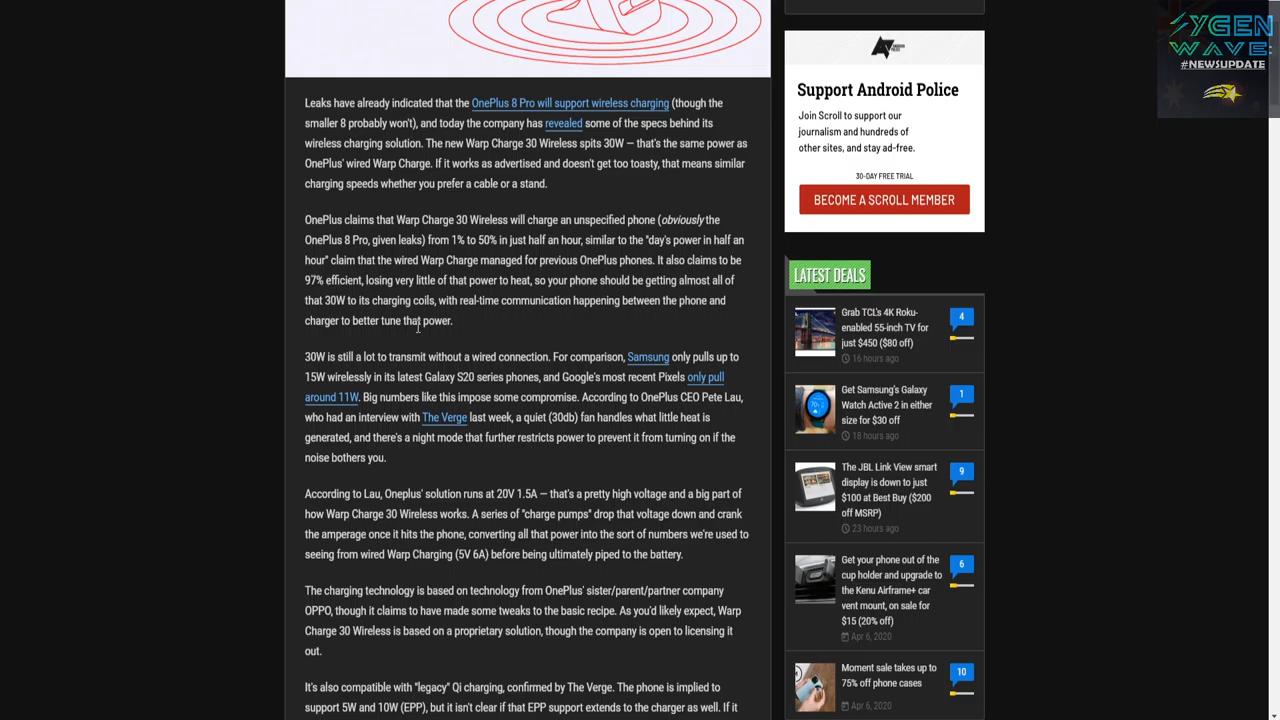 SYGEN
WAVE
#NEWSUPDATE
Leaks have already indicated that the OnePlus 8 Pro will support wireless charging (though the
smaller 8 probably won't), and today the company has revealed some of the specs behind its
wireless charging solution. The new Warp Charge 30 Wireless spits 30W — that's the same power as
OnePlus' wired Warp Charge. If it works as advertised and doesn't get too toasty, that means similar
charging speeds whether you prefer a cable or a stand.
OnePlus claims that Warp Charge 30 Wireless will charge an unspecified phone (obviously the
OnePlus 8 Pro, given leaks) from 1% to 50% in just half an hour, similar to the "day's power in half an
hour" claim that the wired Warp Charge managed for previous OnePlus phones. It also claims to be
97% efficient, losing very little of that power to heat, so your phone should be getting almost all of
that 30W to its charging coils, with real-time communication happening between the phone and
charger to better tune that power.
30W is still a lot to transmit without a wired connection. For comparison, Samsung only pulls up to
15W wirelessly in its latest Galaxy S20 series phones, and Google's most recent Pixels only pull
around 11W. Big numbers like this impose some compromise. According to OnePlus CEO Pete Lau,
who had an interview with The Verge last week, a quiet (30db) fan handles what little heat is
generated, and there's a night mode that further restricts power to prevent it from turning on if the
noise bothers you.
According to Lau, Oneplus' solution runs at 20V 1.5A — that's a pretty high voltage and a big part of
how Warp Charge 30 Wireless works. A series of "charge pumps" drop that voltage down and crank
the amperage once it hits the phone, converting all that power into the sort of numbers we're used to
seeing from wired Warp Charging (5V 6A) before being ultimately piped to the battery.
The charging technology is based on technology from OnePlus' sister/parent/partner company
OPPO, though it claims to have made some tweaks to the basic recipe. As you'd likely expect, Warp
Charge 30 Wireless is based on a proprietary solution, though the company is open to licensing it
out.
It's also compatible with "legacy" Qi charging, confirmed by The Verge. The phone is implied to
support 5W and 10W (EPP), but it isn't clear if that EPP support extends to the charger as well. If it
Support Android Police
Join Scroll to support our
journalism and hundreds of
other sites, and stay ad-free.
30-DAY FREE TRIAL
BECOME A SCROLL MEMBER
LATEST DEALS
Grab TCL's 4K Roku-
enabled 55-inch TV for
just $450 ($80 off)
16 hours ago
4
Get Samsung's Galaxy
Watch Active 2 in either
size for $30 off
18 hours ago
1
The JBL Link View smart
display is down to just
$100 at Best Buy ($200
off MSRP)
23 hours ago
9
Get your phone out of the
cup holder and upgrade to
the Kenu Airframe+ car
vent mount, on sale for
$15 (20% off)
Apr 6, 2020
6
Moment sale takes up to
75% off phone cases
Apr 6, 2020
10